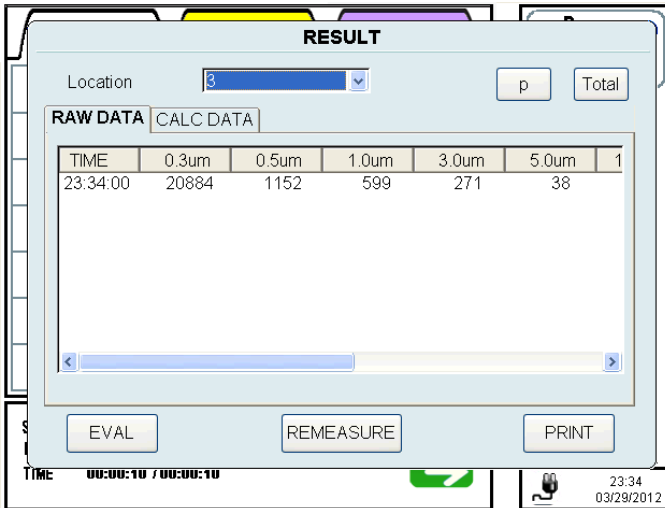 RESULT
Location 3 p Total
RAW DATA CALC DATA
TIME 0.3um 0.5um 1.0um 3.0um 5.0um 1
23:34:00 20884 1152 599 271 38
EVAL REMEASURE PRINT
TIME 00:00:10 / 00:00:10
23:34
03/29/2012